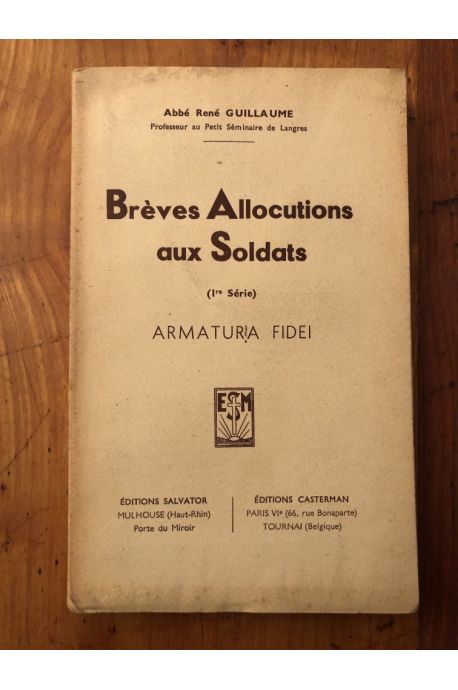 Abbé René GUILLAUME
Professeur au Petit Séminaire de Langres
Brèves Allocutions
aux Soldats
(Ire Série)
ARMATURA FIDEI
ESM
ÉDITIONS SALVATOR
MULHOUSE (Haut-Rhin)
Porte du Miroir
ÉDITIONS CASTERMAN
PARIS VIe (66, rue Bonaparte)
TOURNAI (Belgique)